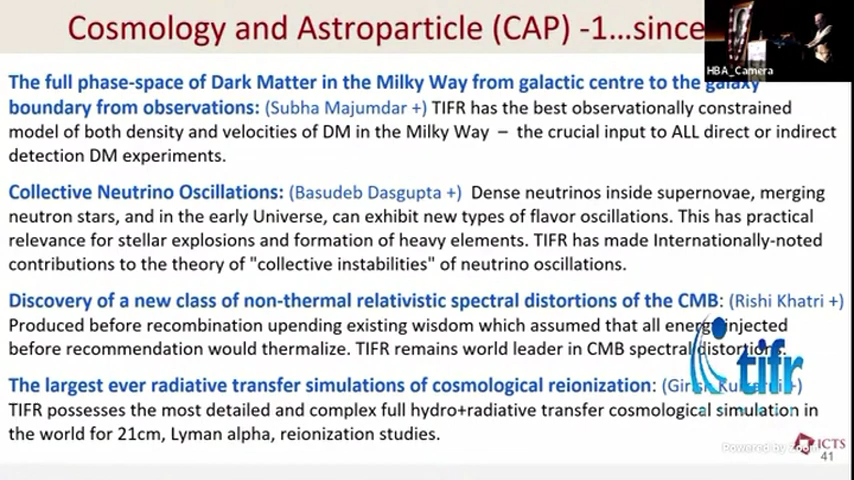 Cosmology and Astroparticle (CAP) -1...since
HBA_Camera
The full phase-space of Dark Matter in the Milky Way from galactic centre to the galaxy
boundary from observations: (Subha Majumdar +) TIFR has the best observationally constrained
model of both density and velocities of DM in the Milky Way – the crucial input to ALL direct or indirect
detection DM experiments.
Collective Neutrino Oscillations: (Basudeb Dasgupta +) Dense neutrinos inside supernovae, merging
neutron stars, and in the early Universe, can exhibit new types of flavor oscillations. This has practical
relevance for stellar explosions and formation of heavy elements. TIFR has made Internationally-noted
contributions to the theory of "collective instabilities" of neutrino oscillations.
Discovery of a new class of non-thermal relativistic spectral distortions of the CMB: (Rishi Khatri +)
Produced before recombination upending existing wisdom which assumed that all energy injected
before recommendation would thermalize. TIFR remains world leader in CMB spectral distortions.
tifr
The largest ever radiative transfer simulations of cosmological reionization:
TIFR possesses the most detailed and complex full hydro+radiative transfer cosmological simulation in
the world for 21cm, Lyman alpha, reionization studies.
Powered by Zoom
ICTS
41